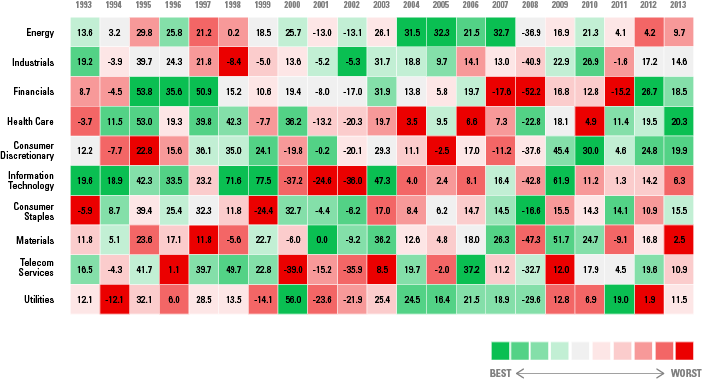 1993 1994 1995 1996 1997 1998 1999 2000 2001 2002 2003 2004 2005 2006 2007 2008 2009 2010 2011 2012 2013
Energy 13.6 3.2 29.8 25.8 21.2 0.2 18.5 25.7 -13.0 -13.1 26.1 31.5 32.3 21.5 32.7 -36.9 16.9 21.3 4.1 4.2 9.7
Industrials 19.2 -3.9 39.7 24.3 21.8 -8.4 -5.0 13.6 -5.2 -5.3 31.7 18.8 9.7 14.1 13.0 -40.9 22.9 26.9 -1.6 17.2 14.6
Financials 8.7 -4.5 53.8 35.6 50.9 15.2 10.6 19.4 -8.0 -17.0 31.9 13.8 5.8 19.7 -17.6 -52.2 16.8 12.8 -15.2 26.7 18.5
Health Care -3.7 11.5 53.0 19.3 39.8 42.3 -7.7 36.2 -13.2 -20.3 19.7 3.5 9.5 6.6 7.3 -22.8 18.1 4.9 11.4 19.5 20.3
Consumer
Discretionary 12.2 -7.7 22.8 15.6 36.1 35.0 24.1 -19.8 -0.2 -20.1 29.3 11.1 -2.5 17.0 -11.2 -37.6 45.4 30.0 4.6 24.8 19.9
Information
Technology 19.6 18.9 42.3 33.5 23.2 71.6 77.5 -37.2 -24.6 -36.0 47.3 4.0 2.4 8.1 16.4 -42.8 61.9 11.2 1.3 14.2 6.3
Consumer
Staples -5.9 8.7 39.4 25.4 32.3 11.8 -24.4 32.7 -4.4 -6.2 17.0 8.4 6.2 14.7 14.5 -16.6 15.5 14.3 14.1 10.9 15.5
Materials 11.8 5.1 23.6 17.1 11.8 -5.6 22.7 -6.0 0.0 -9.2 36.2 12.6 4.8 18.0 26.3 -47.3 51.7 24.7 -9.1 16.8 2.5
Telecom
Services 16.5 -4.3 41.7 1.1 39.7 49.7 22.8 -39.0 -15.2 -35.9 8.5 19.7 -2.0 37.2 11.2 -32.7 12.0 17.9 4.5 19.6 10.9
Utilities 12.1 -12.1 32.1 6.0 28.5 13.5 -14.1 56.0 -23.6 -21.9 25.4 24.5 16.4 21.5 18.9 -29.6 12.8 6.9 19.0 1.9 11.5
BEST WORST